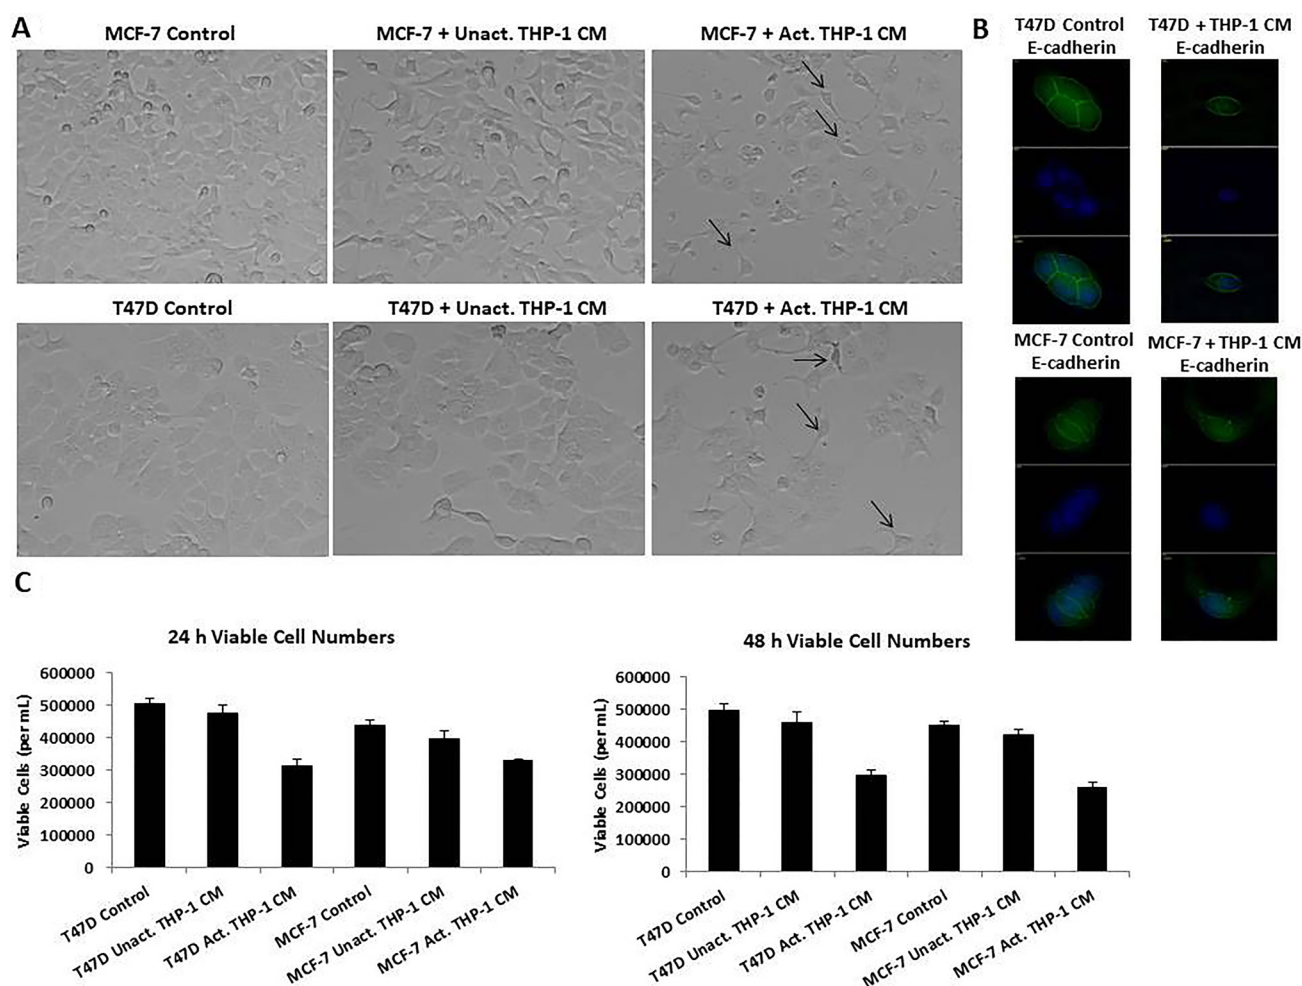 A
MCF-7 Control
MCF-7 + Unact. THP-1 CM
MCF-7 + Act. THP-1 CM
T47D Control
T47D + Unact. THP-1 CM
T47D + Act. THP-1 CM
B
T47D Control
E-cadherin
T47D + THP-1 CM
E-cadherin
MCF-7 Control
E-cadherin
MCF-7 + THP-1 CM
E-cadherin
C
24 h Viable Cell Numbers
Viable Cells (per mL)
600000
500000
400000
300000
200000
100000
0
T47D Control
T47D Unact. THP-1 CM
T47D Act. THP-1 CM
MCF-7 Control
MCF-7 Unact. THP-1 CM
MCF-7 Act. THP-1 CM
48 h Viable Cell Numbers
Viable Cells (per mL)
600000
500000
400000
300000
200000
100000
0
T47D Control
T47D Unact. THP-1 CM
T47D Act. THP-1 CM
MCF-7 Control
MCF-7 Unact. THP-1 CM
MCF-7 Act. THP-1 CM